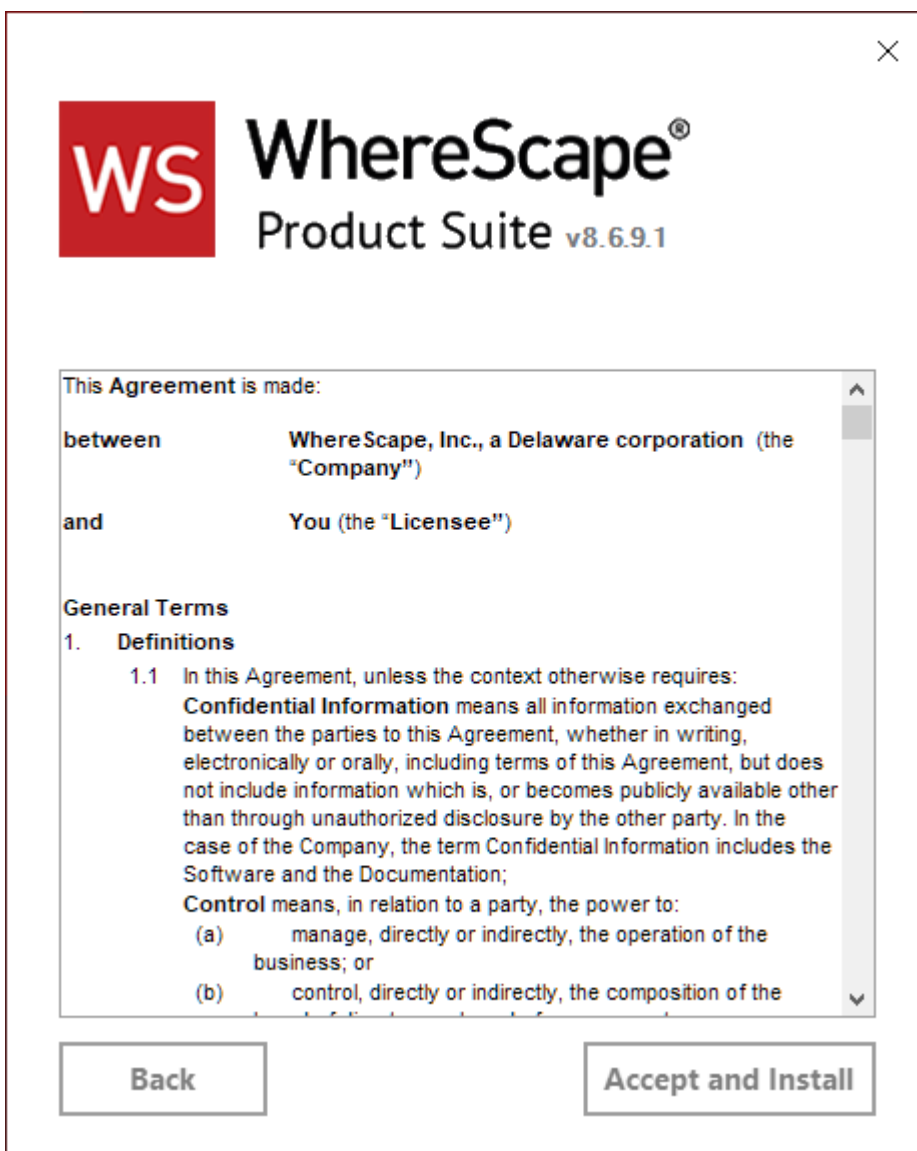 WS
WhereScape®
Product Suite v8.6.9.1
This Agreement is made:
between WhereScape, Inc., a Delaware corporation (the
“Company”)
and You (the “Licensee”)
General Terms
1. Definitions
1.1 In this Agreement, unless the context otherwise requires:
Confidential Information means all information exchanged
between the parties to this Agreement, whether in writing,
electronically or orally, including terms of this Agreement, but does
not include information which is, or becomes publicly available other
than through unauthorized disclosure by the other party. In the
case of the Company, the term Confidential Information includes the
Software and the Documentation;
Control means, in relation to a party, the power to:
(a) manage, directly or indirectly, the operation of the
business; or
(b) control, directly or indirectly, the composition of the
Back
Accept and Install